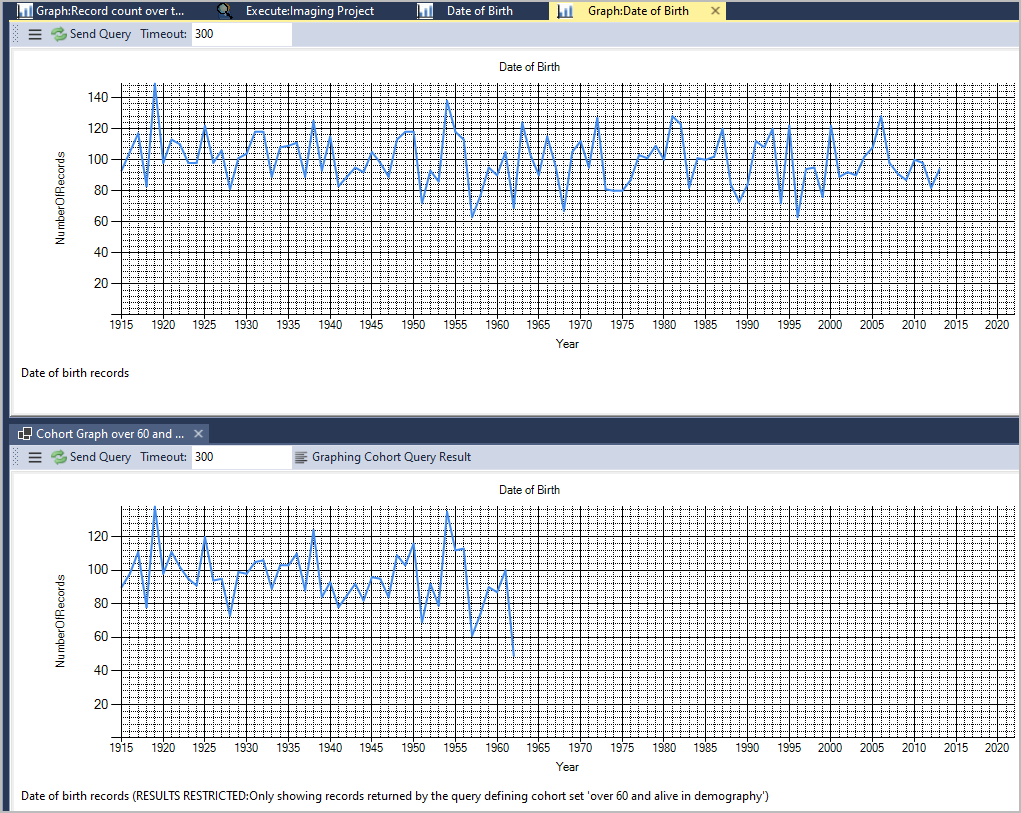 Graph:Record count over t... Execute:Imaging Project Date of Birth Graph:Date of Birth
Send Query Timeout: 300
Date of Birth
140
120
100
80
60
40
20
NumberOfRecords
1915 1920 1925 1930 1935 1940 1945 1950 1955 1960 1965 1970 1975 1980 1985 1990 1995 2000 2005 2010 2015 2020
Year
Date of birth records
Cohort Graph over 60 and ...
Send Query Timeout: 300 Graphing Cohort Query Result
Date of Birth
120
100
80
60
40
20
NumberOfRecords
1915 1920 1925 1930 1935 1940 1945 1950 1955 1960 1965 1970 1975 1980 1985 1990 1995 2000 2005 2010 2015 2020
Year
Date of birth records (RESULTS RESTRICTED:Only showing records returned by the query defining cohort set 'over 60 and alive in demography')